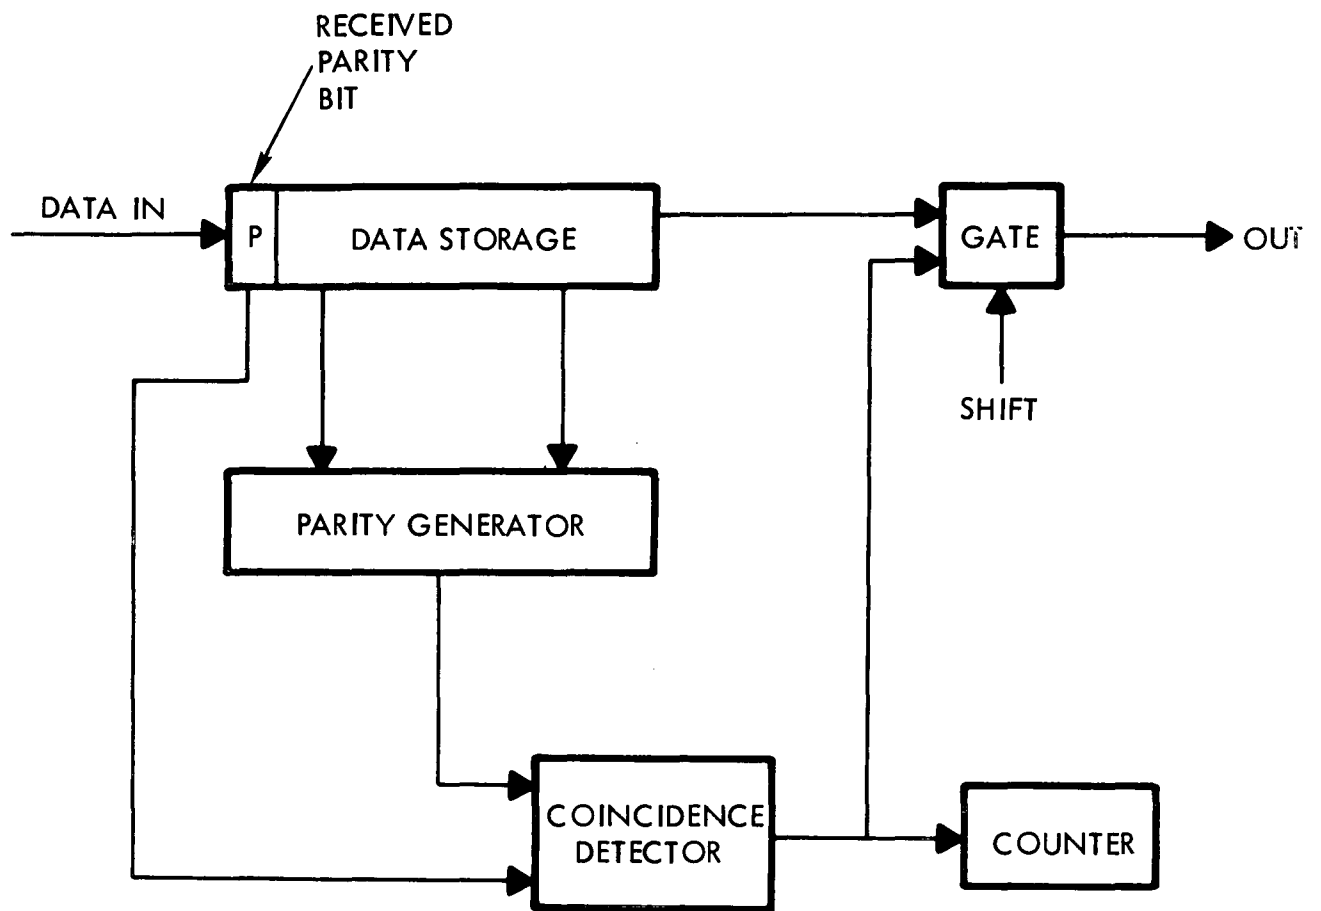 RECEIVED
PARITY
BIT
DATA IN
P
DATA STORAGE
GATE
OUT
SHIFT
PARITY GENERATOR
COINCIDENCE
DETECTOR
COUNTER